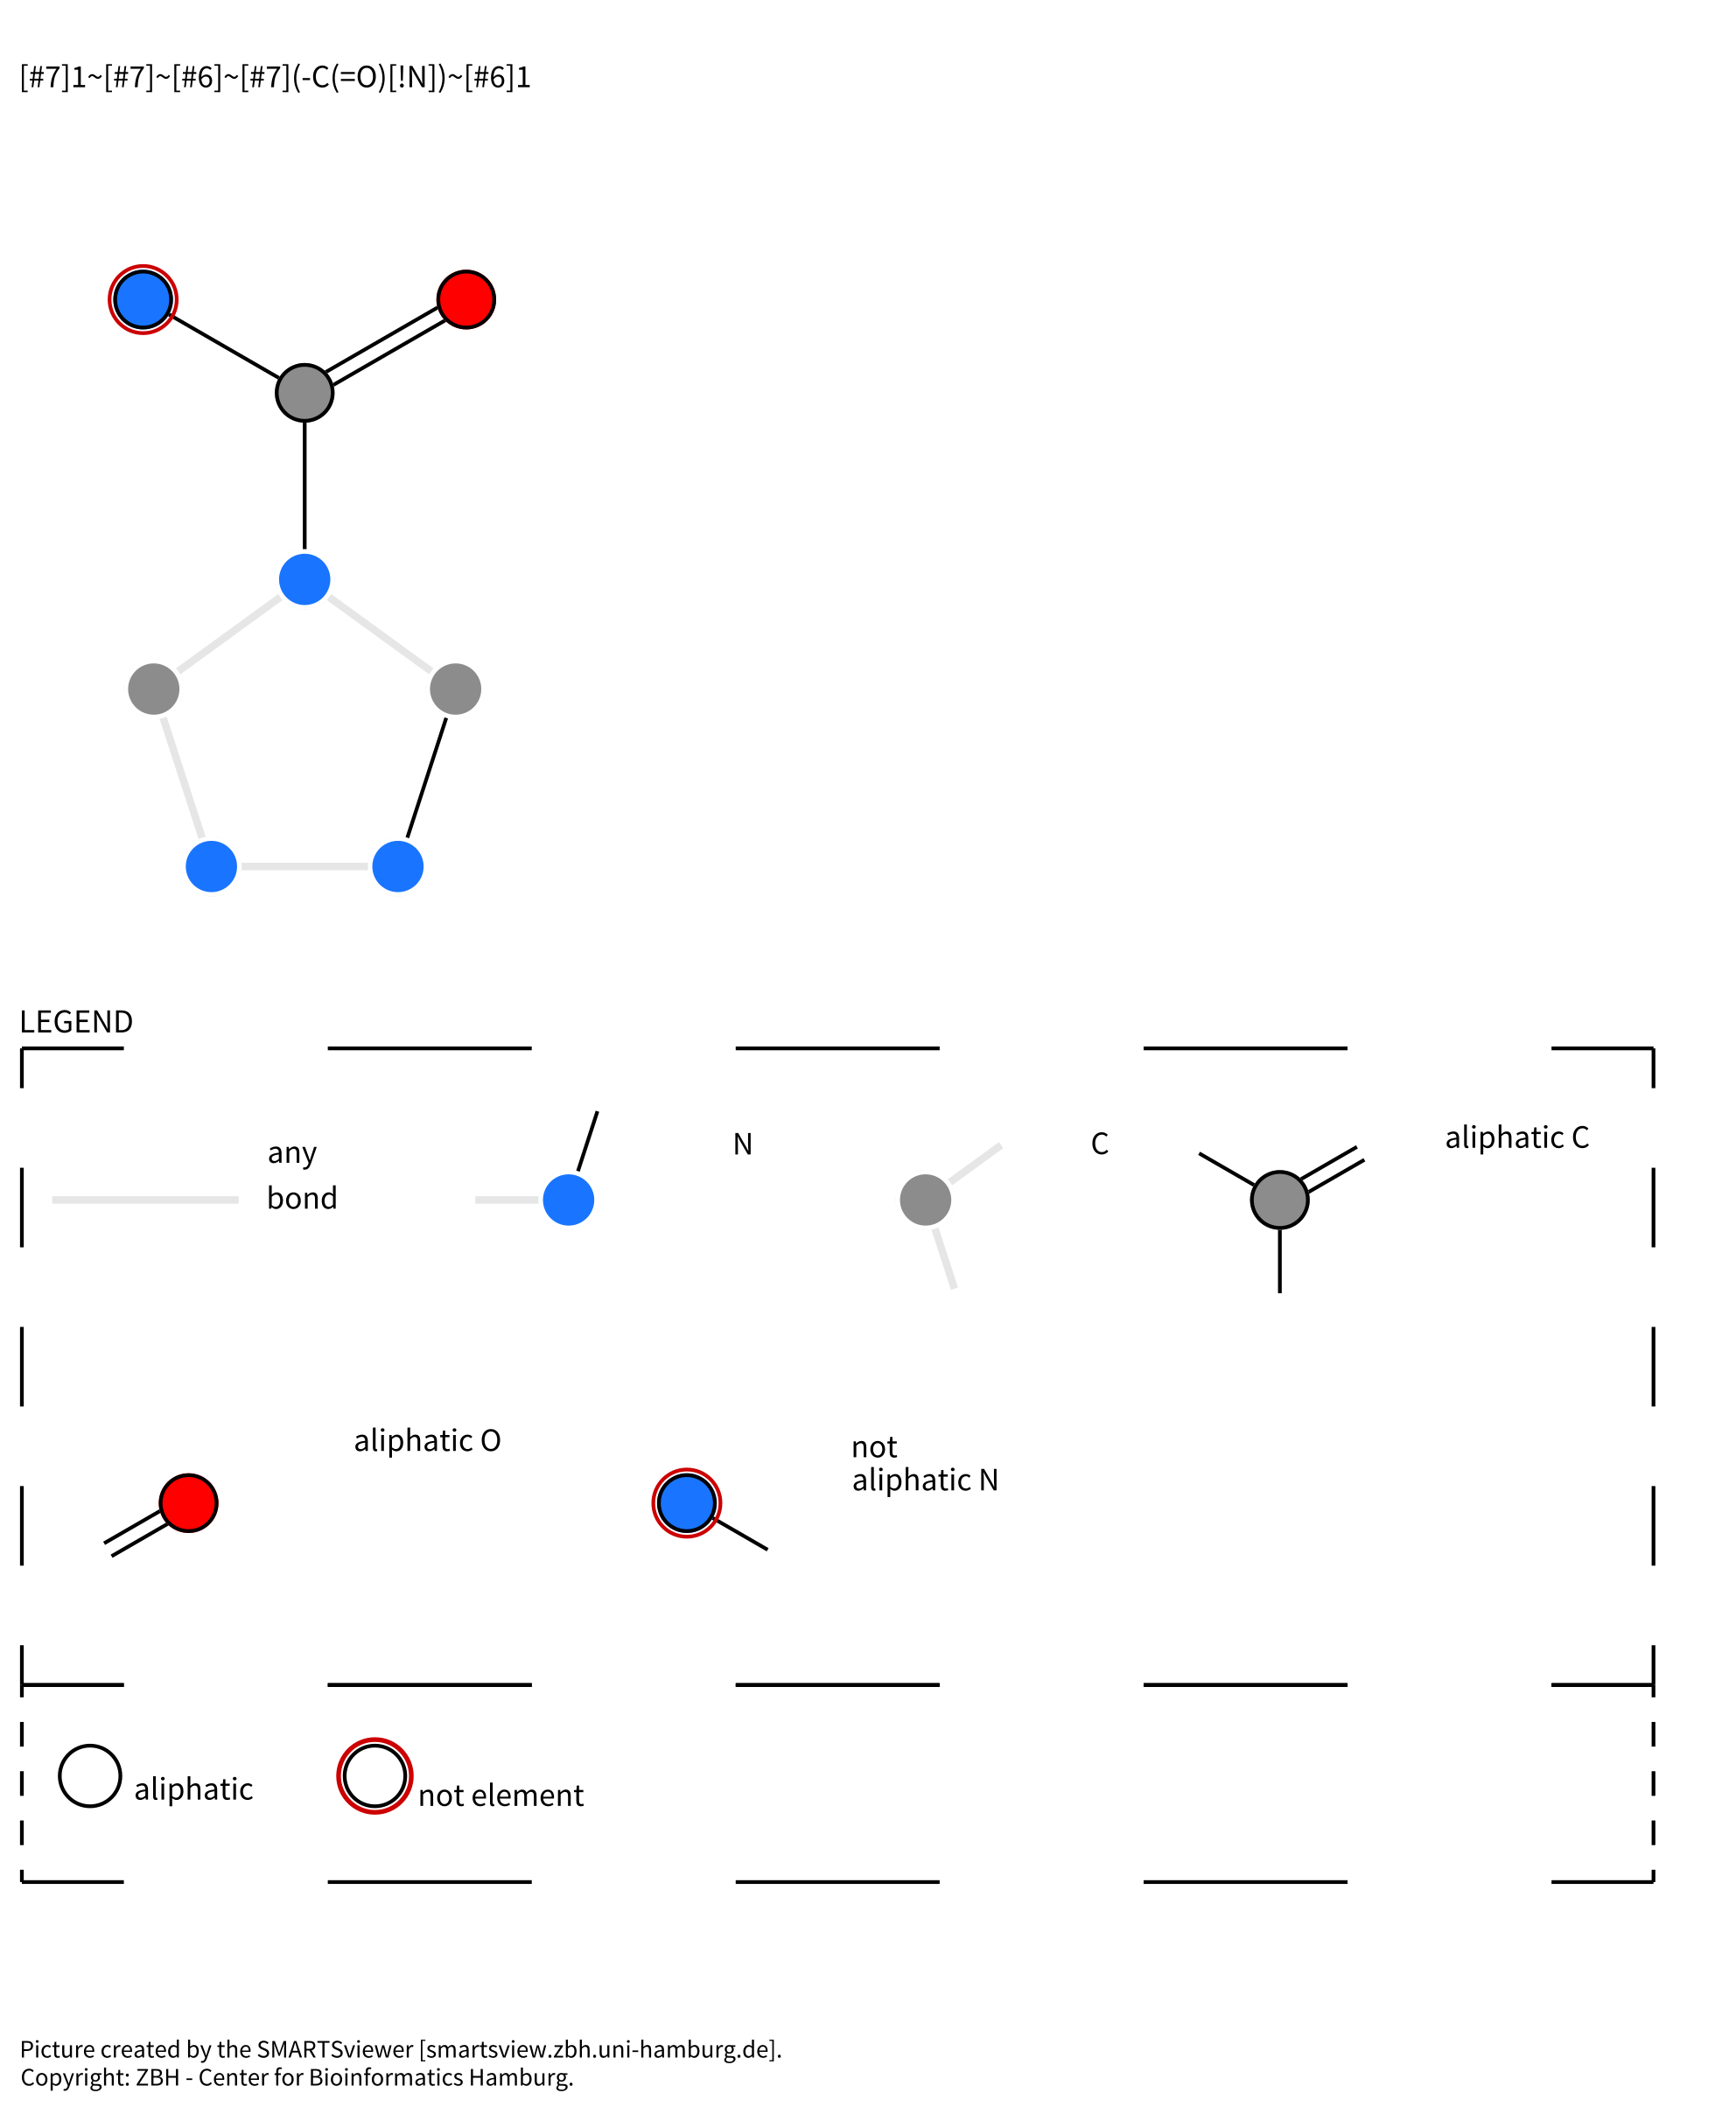 [#7]1~[#7]~[#6]~[#7](-C(=O)[!N])~[#6]1
LEGEND
any
bond
N
C
aliphatic C
aliphatic O
not
aliphatic N
aliphatic
not element
Picture created by the SMARTSviewer [smartsview.zbh.uni-hamburg.de].
Copyright: ZBH - Center for Bioinformatics Hamburg.